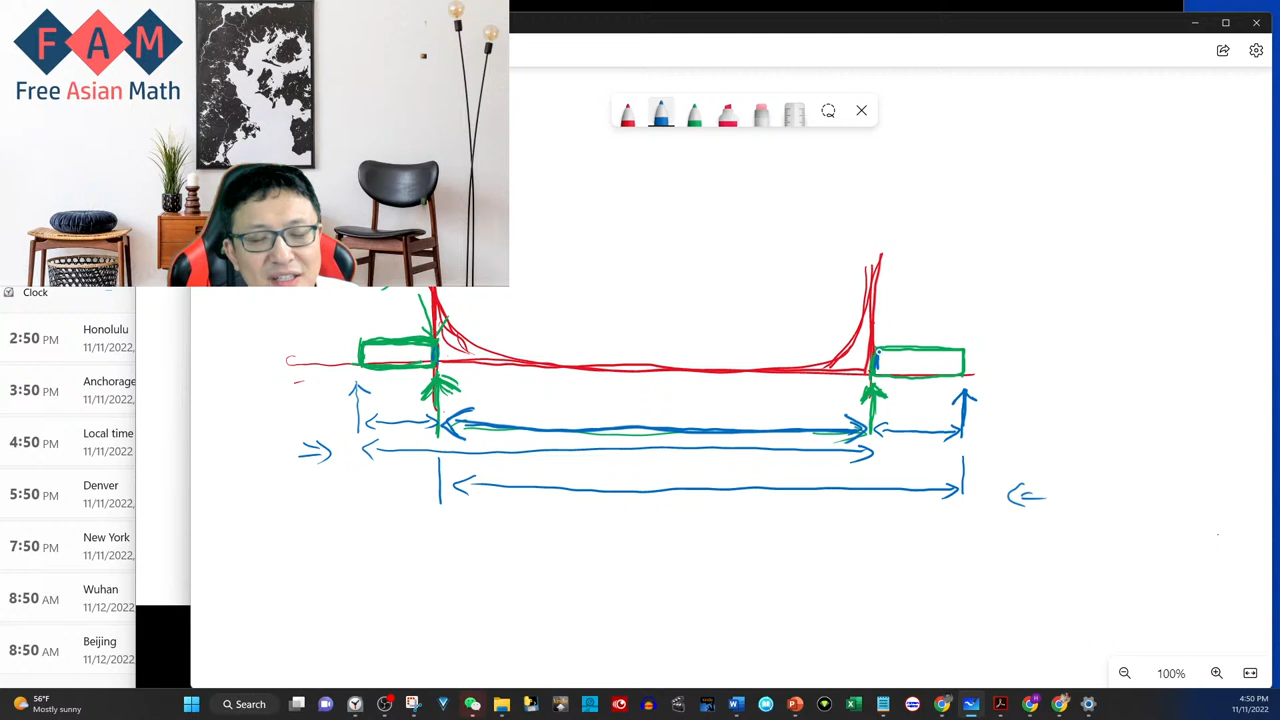 FAM
Free Asian Math
Clock
2:50 PM Honolulu
11/11/2022,
3:50 PM Anchorage
11/11/2022,
4:50 PM Local time
11/11/2022
5:50 PM Denver
11/11/2022,
7:50 PM New York
11/11/2022,
8:50 AM Wuhan
11/12/2022
8:50 AM Beijing
11/12/2022,
100%
56°F
Mostly sunny
Search
4:50 PM
11/11/2022